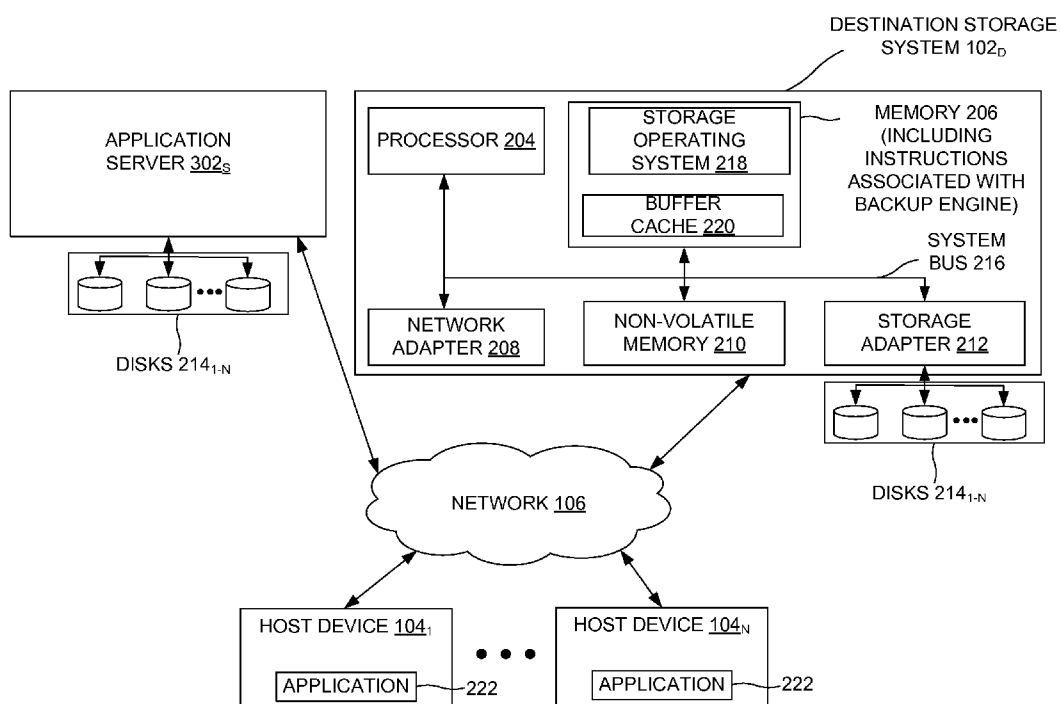 DESTINATION STORAGE
SYSTEM 102D
APPLICATION
SERVER 302S
PROCESSOR 204
STORAGE
OPERATING
SYSTEM 218
BUFFER
CACHE 220
MEMORY 206
(INCLUDING
INSTRUCTIONS
ASSOCIATED WITH
BACKUP ENGINE)
SYSTEM
BUS 216
NETWORK
ADAPTER 208
NON-VOLATILE
MEMORY 210
STORAGE
ADAPTER 212
DISKS 2141-N
DISKS 2141-N
NETWORK 106
HOST DEVICE 1041
APPLICATION
222
HOST DEVICE 104N
APPLICATION
222